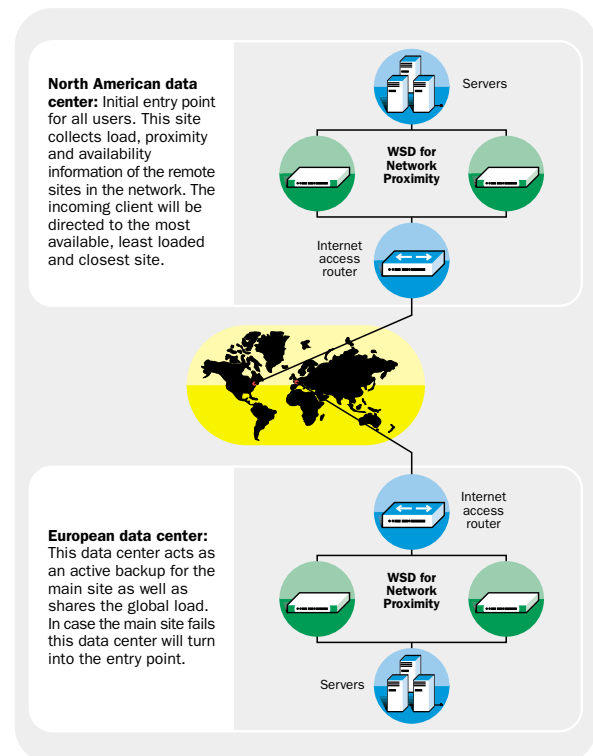 North American data
center: Initial entry point
for all users. This site
collects load, proximity
and availability
information of the remote
sites in the network. The
incoming client will be
directed to the most
available, least loaded
and closest site.
Servers
WSD for
Network
Proximity
Internet
access
router
European data center:
This data center acts as
an active backup for the
main site as well as
shares the global load.
In case the main site fails
this data center will turn
into the entry point.
Internet
access
router
WSD for
Network
Proximity
Servers